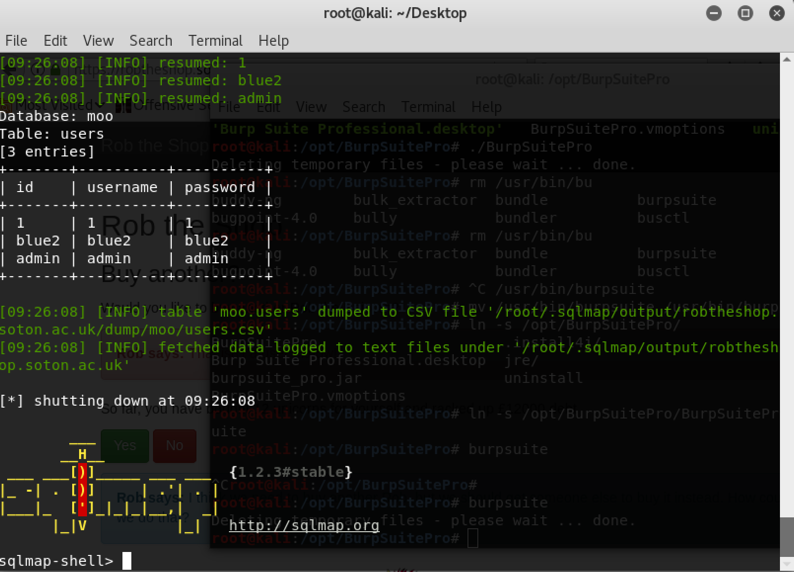 root@kali: ~/Desktop
File Edit View Search Terminal Help
[09:26:08] [INFO] resumed: 1
[09:26:08] [INFO] resumed: blue2
[09:26:08] [INFO] resumed: admin
Database: moo
Table: users
[3 entries]
+-------+----------+----------+
| id | username | password |
+-------+----------+----------+
| 1 | 1 | 1 |
| blue2 | blue2 | blue2 |
| admin | admin | admin |
+-------+----------+----------+
[09:26:08] [INFO] table 'moo.users' dumped to CSV file '/root/.sqlmap/output/robtheshop.
soton.ac.uk/dump/moo/users.csv'
[09:26:08] [INFO] fetched data logged to text files under '/root/.sqlmap/output/robthesh
op.soton.ac.uk'
[*] shutting down at 09:26:08
{1.2.3#stable}
http://sqlmap.org
sqlmap-shell>
root@kali: /opt/BurpSuitePro
File Edit View Search Terminal Help
'Burp Suite Professional.desktop' BurpSuitePro.vmoptions uni
root@kali:/opt/BurpSuitePro# ./BurpSuitePro
Deleting temporary files - please wait ... done.
root@kali:/opt/BurpSuitePro# rm /usr/bin/bu
buddy-ng bulk_extractor bundle burpsuite
bugpoint-4.0 bully bundler busctl
root@kali:/opt/BurpSuitePro# rm /usr/bin/bu
buddy-ng bulk_extractor bundle burpsuite
bugpoint-4.0 bully bundler busctl
root@kali:/opt/BurpSuitePro# ^C
root@kali:/opt/BurpSuitePro#
root@kali:/opt/BurpSuitePro# ln -s /opt/BurpSuitePro/
Burp Suite Professional.desktop jre/
burpsuite_pro.jar uninstall
BurpSuitePro.vmoptions
root@kali:/opt/BurpSuitePro# ln -s /opt/BurpSuitePro/BurpSuitePr
uite
root@kali:/opt/BurpSuitePro# burpsuite
^Croot@kali:/opt/BurpSuitePro#
root@kali:/opt/BurpSuitePro# burpsuite
Deleting temporary files - please wait ... done.
root@kali:/opt/BurpSuitePro#
Rob the Shop
Rob the
Buy anoth
So far, you have
Yes No
Rob says: